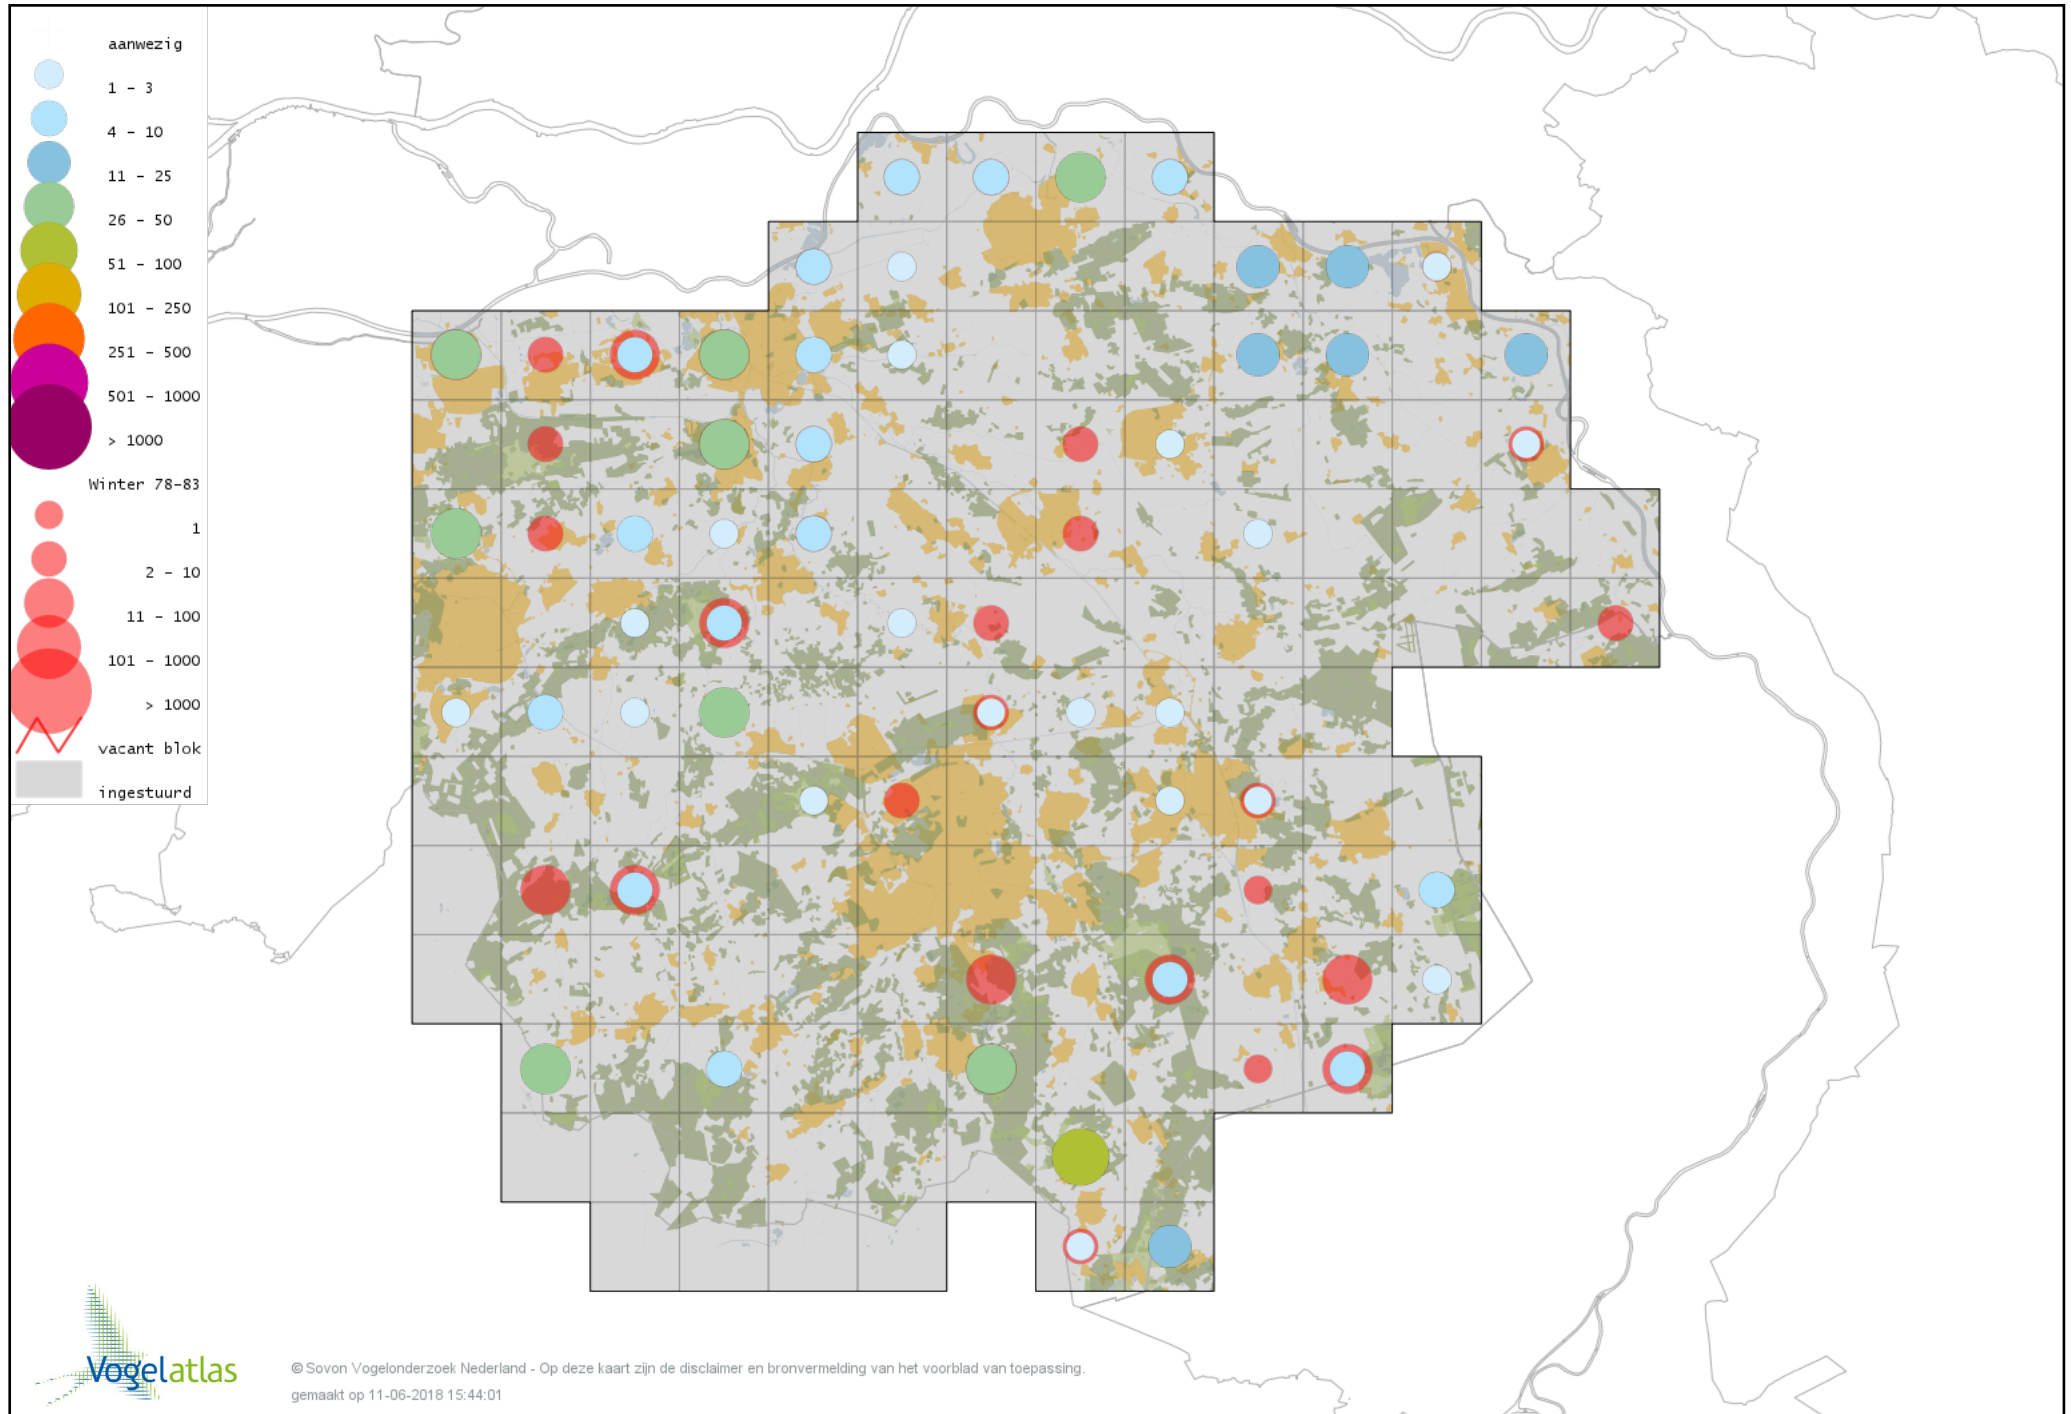 aanwezig
1 - 3
4 - 10
11 - 25
26 - 50
51 - 100
101 - 250
251 - 500
501 - 1000
> 1000
Winter 78-83
1
2 - 10
11 - 100
101 - 1000
> 1000
vacant blok
ingestuurd
Vogelatlas
© Sovon Vogelonderzoek Nederland - Op deze kaart zijn de disclaimer en bronvermelding van het voorblad van toepassing.
gemaakt op 11-06-2018 15:44:01